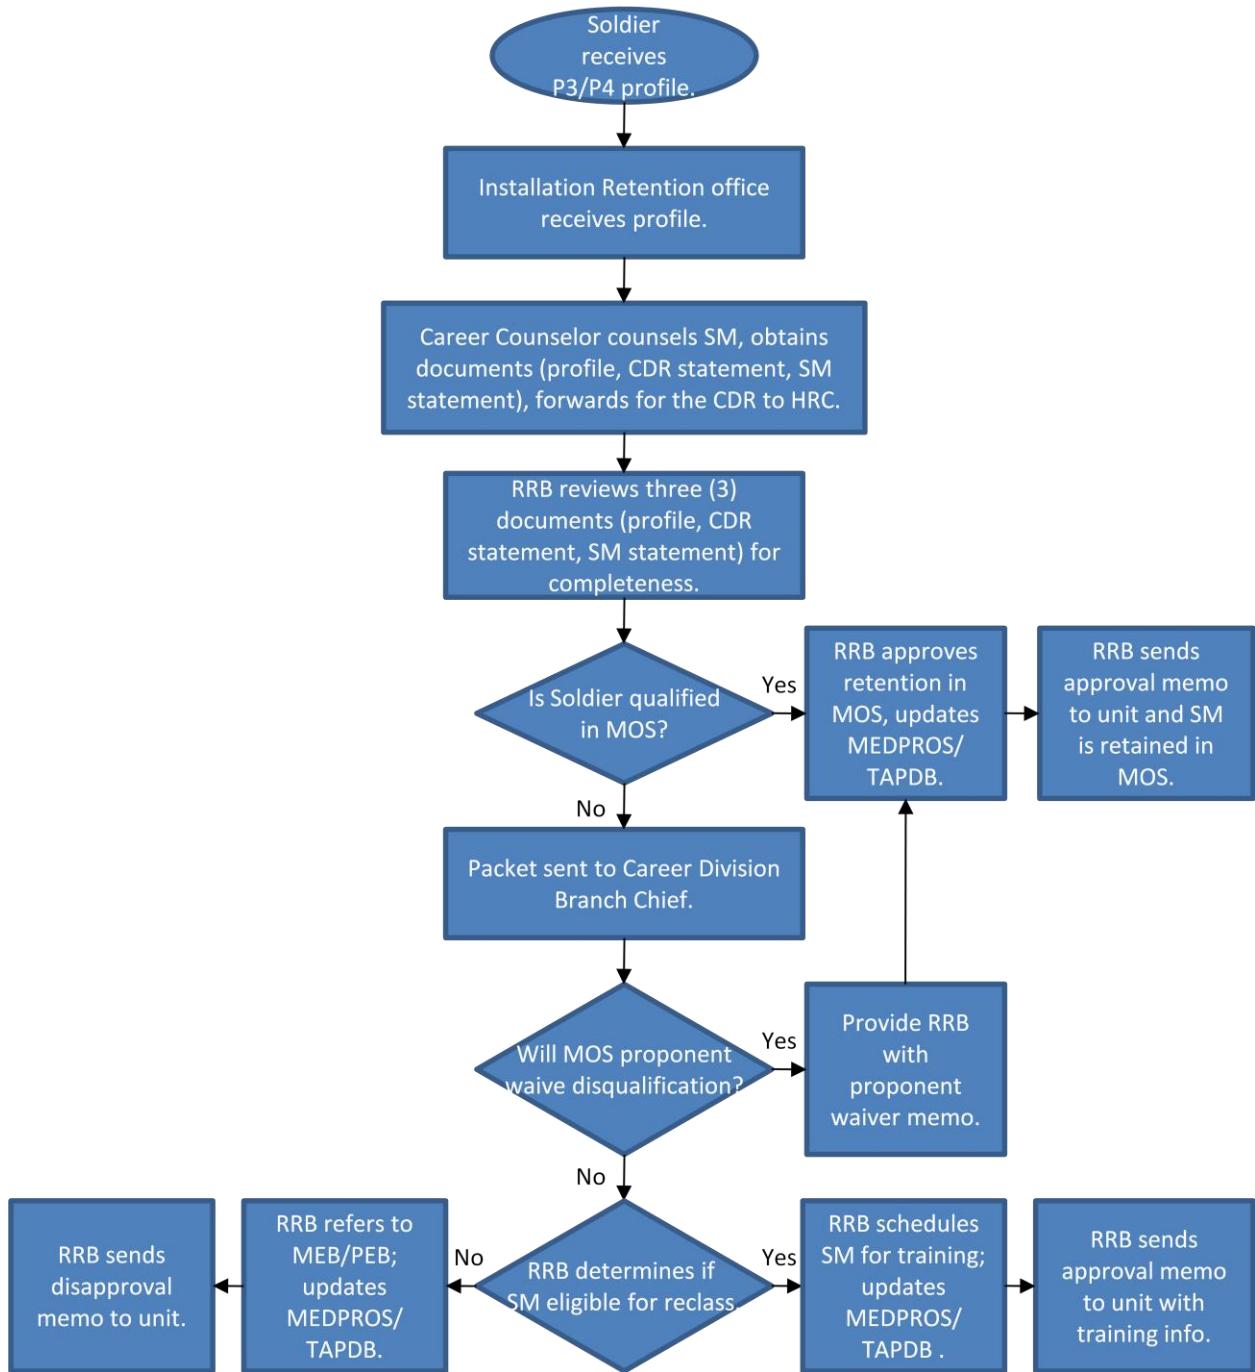 Soldier
receives
P3/P4 profile.
Installation Retention office
receives profile.
Career Counselor counsels SM, obtains
documents (profile, CDR statement, SM
statement), forwards for the CDR to HRC.
RRB reviews three (3)
documents (profile, CDR
statement, SM statement) for
completeness.
Is Soldier qualified
in MOS?
Yes
RRB approves
retention in
MOS, updates
MEDPROS/
TAPDB.
RRB sends
approval memo
to unit and SM
is retained in
MOS.
No
Packet sent to Career Division
Branch Chief.
Will MOS proponent
waive disqualification?
Yes
Provide RRB
with
proponent
waiver memo.
No
RRB determines if
SM eligible for reclass.
No
RRB refers to
MEB/PEB;
updates
MEDPROS/
TAPDB.
RRB sends
disapproval
memo to unit.
Yes
RRB schedules
SM for training;
updates
MEDPROS/
TAPDB .
RRB sends
approval memo
to unit with
training info.